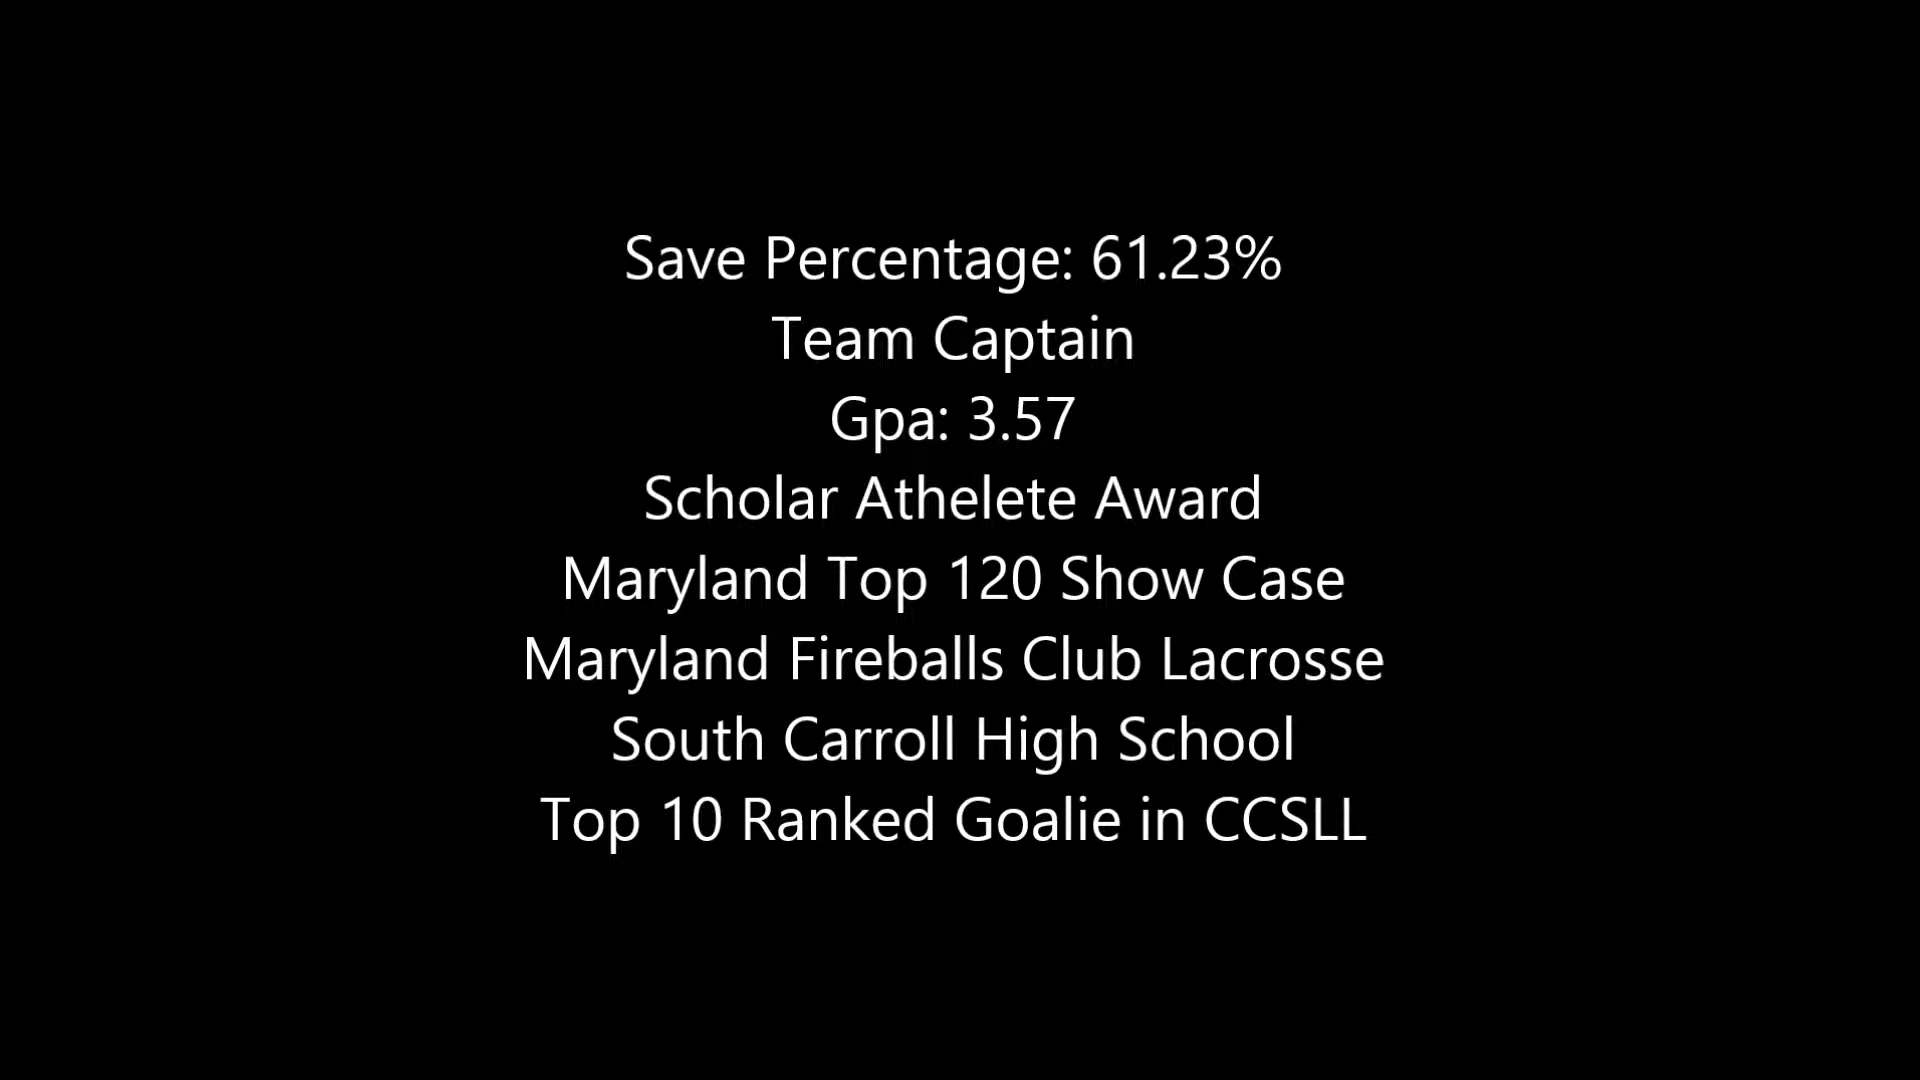 Save Percentage: 61.23%
Team Captain
Gpa: 3.57
Scholar Athelete Award
Maryland Top 120 Show Case
Maryland Fireballs Club Lacrosse
South Carroll High School
Top 10 Ranked Goalie in CCSLL